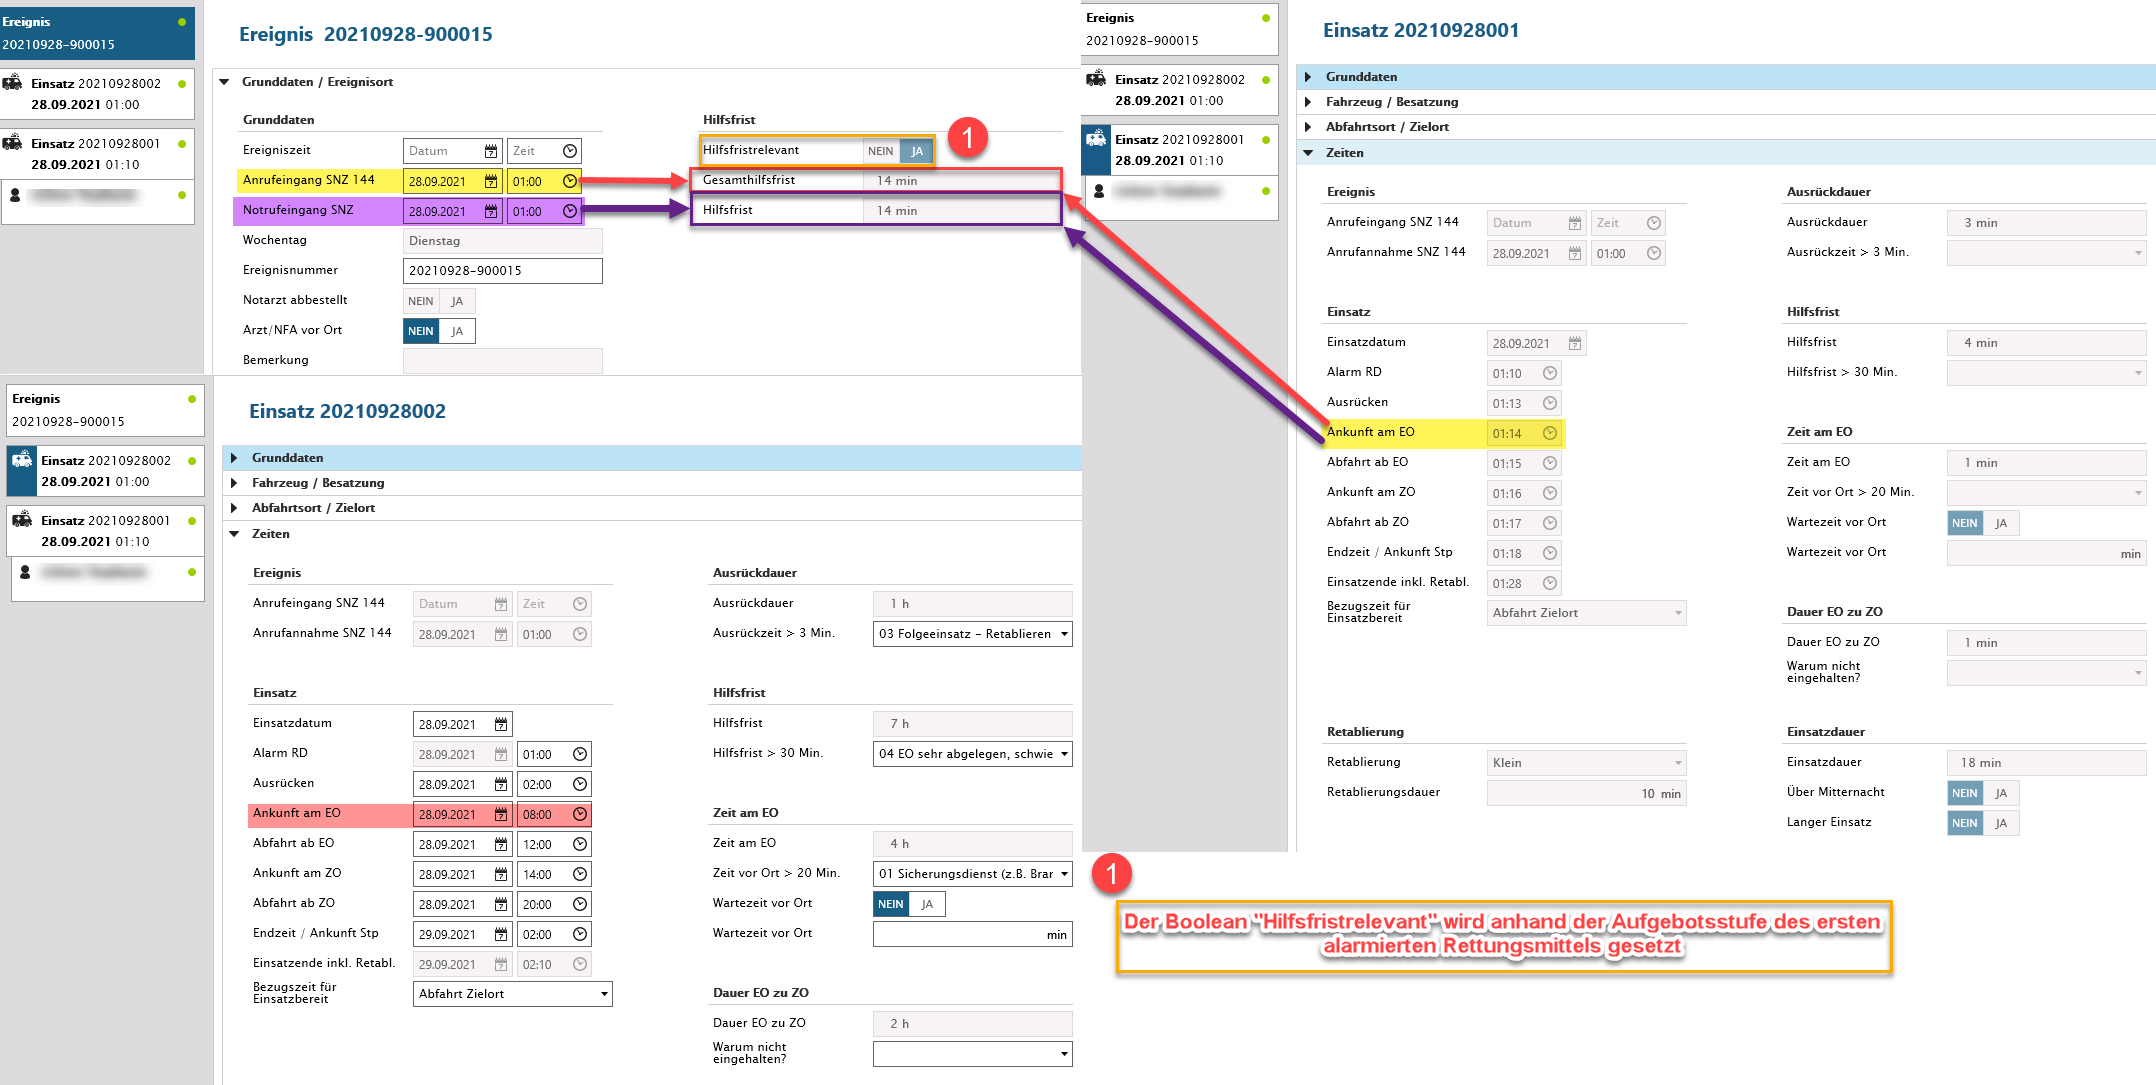 Ereignis
20210928-900015
Einsatz 20210928002
28.09.2021 01:00
Einsatz 20210928001
28.09.2021 01:10
Ereignis 20210928-900015
Grunddaten / Ereignisort
Grunddaten
Ereigniszeit Datum Zeit
Anrufeingang SNZ 144 28.09.2021 01:00
Notrufeingang SNZ 28.09.2021 01:00
Wochentag Dienstag
Ereignisnummer 20210928-900015
Notarzt abbestellt NEIN JA
Arzt/NFA vor Ort NEIN JA
Bemerkung
Hilfsfrist
Hilfsfristrelevant NEIN JA
1
Gesamthilfsfrist 14 min
Hilfsfrist 14 min
Ereignis
20210928-900015
Einsatz 20210928002
28.09.2021 01:00
Einsatz 20210928001
28.09.2021 01:10
Einsatz 20210928001
Grunddaten
Fahrzeug / Besatzung
Abfahrtsort / Zielort
Zeiten
Ereignis
Anrufeingang SNZ 144 Datum Zeit
Anrufannahme SNZ 144 28.09.2021 01:00
Einsatz
Einsatzdatum 28.09.2021
Alarm RD 01:10
Ausrücken 01:13
Ankunft am EO 01:14
Abfahrt ab EO 01:15
Ankunft am ZO 01:16
Abfahrt ab ZO 01:17
Endzeit / Ankunft Stp 01:18
Einsatzende inkl. Retabl. 01:28
Bezugszeit für
Einsatzbereit Abfahrt Zielort
Retablierung
Retablierung Klein
Retablierungsdauer 10 min
Ausrückdauer
Ausrückdauer 3 min
Ausrückzeit > 3 Min.
Hilfsfrist
Hilfsfrist 4 min
Hilfsfrist > 30 Min.
Zeit am EO
Zeit am EO 1 min
Zeit vor Ort > 20 Min.
Wartezeit vor Ort NEIN JA
Wartezeit vor Ort min
Dauer EO zu ZO
Dauer EO zu ZO 1 min
Warum nicht
eingehalten?
Einsatzdauer
Einsatzdauer 18 min
Über Mitternacht NEIN JA
Langer Einsatz NEIN JA
Ereignis
20210928-900015
Einsatz 20210928002
28.09.2021 01:00
Einsatz 20210928001
28.09.2021 01:10
Einsatz 20210928002
Grunddaten
Fahrzeug / Besatzung
Abfahrtsort / Zielort
Zeiten
Ereignis
Anrufeingang SNZ 144 Datum Zeit
Anrufannahme SNZ 144 28.09.2021 01:00
Einsatz
Einsatzdatum 28.09.2021
Alarm RD 28.09.2021 01:00
Ausrücken 28.09.2021 02:00
Ankunft am EO 28.09.2021 08:00
Abfahrt ab EO 28.09.2021 12:00
Ankunft am ZO 28.09.2021 14:00
Abfahrt ab ZO 28.09.2021 20:00
Endzeit / Ankunft Stp 29.09.2021 02:00
Einsatzende inkl. Retabl. 29.09.2021 02:10
Bezugszeit für
Einsatzbereit Abfahrt Zielort
Ausrückdauer
Ausrückdauer 1 h
Ausrückzeit > 3 Min. 03 Folgeeinsatz - Retablieren
Hilfsfrist
Hilfsfrist 7 h
Hilfsfrist > 30 Min. 04 EO sehr abgelegen, schwie
Zeit am EO
Zeit am EO 4 h
Zeit vor Ort > 20 Min. 01 Sicherungsdienst (z.B. Brar
Wartezeit vor Ort NEIN JA
Wartezeit vor Ort min
Dauer EO zu ZO
Dauer EO zu ZO 2 h
Warum nicht
eingehalten?
1
Der Boolean "Hilfsfristrelevant" wird anhand der Aufgebotsstufe des ersten
alarmierten Rettungsmittels gesetzt